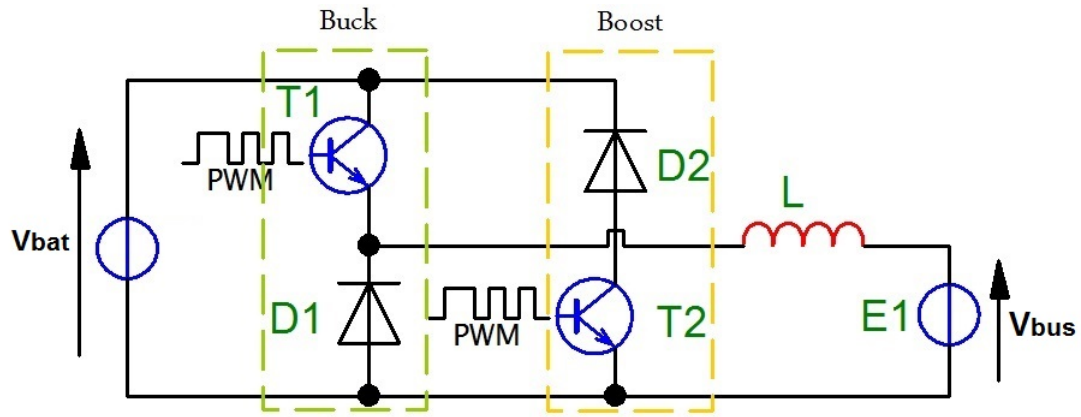 Buck
Boost
T1
PWM
D2
L
Vbat
D1
PWM
T2
E1
Vbus